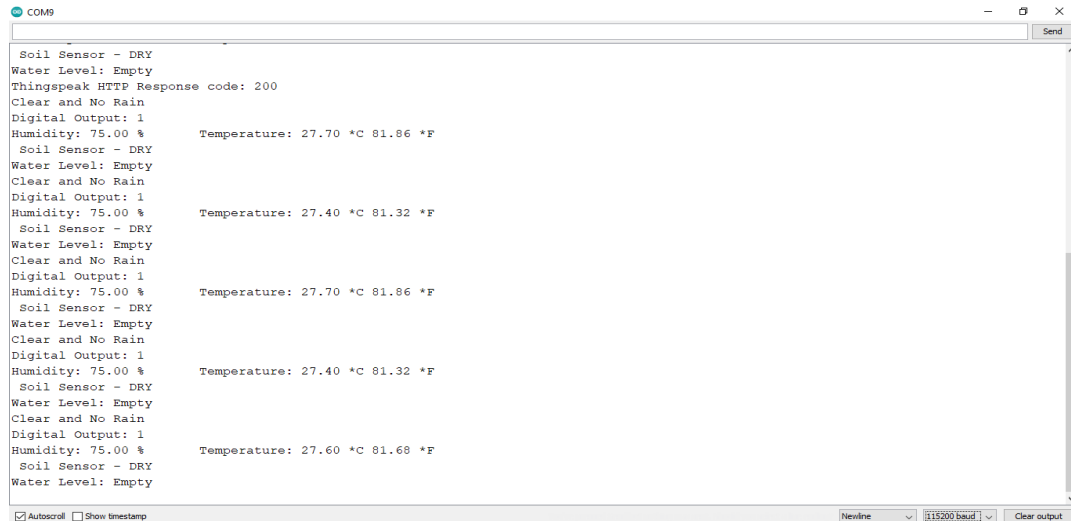 COM9
Send
Soil Sensor - DRY
Water Level: Empty
Thingspeak HTTP Response code: 200
Clear and No Rain
Digital Output: 1
Humidity: 75.00 % Temperature: 27.70 *C 81.86 *F
Soil Sensor - DRY
Water Level: Empty
Clear and No Rain
Digital Output: 1
Humidity: 75.00 % Temperature: 27.40 *C 81.32 *F
Soil Sensor - DRY
Water Level: Empty
Clear and No Rain
Digital Output: 1
Humidity: 75.00 % Temperature: 27.70 *C 81.86 *F
Soil Sensor - DRY
Water Level: Empty
Clear and No Rain
Digital Output: 1
Humidity: 75.00 % Temperature: 27.40 *C 81.32 *F
Soil Sensor - DRY
Water Level: Empty
Clear and No Rain
Digital Output: 1
Humidity: 75.00 % Temperature: 27.60 *C 81.68 *F
Soil Sensor - DRY
Water Level: Empty
Autoscroll Show timestamp Newline 115200 baud Clear output